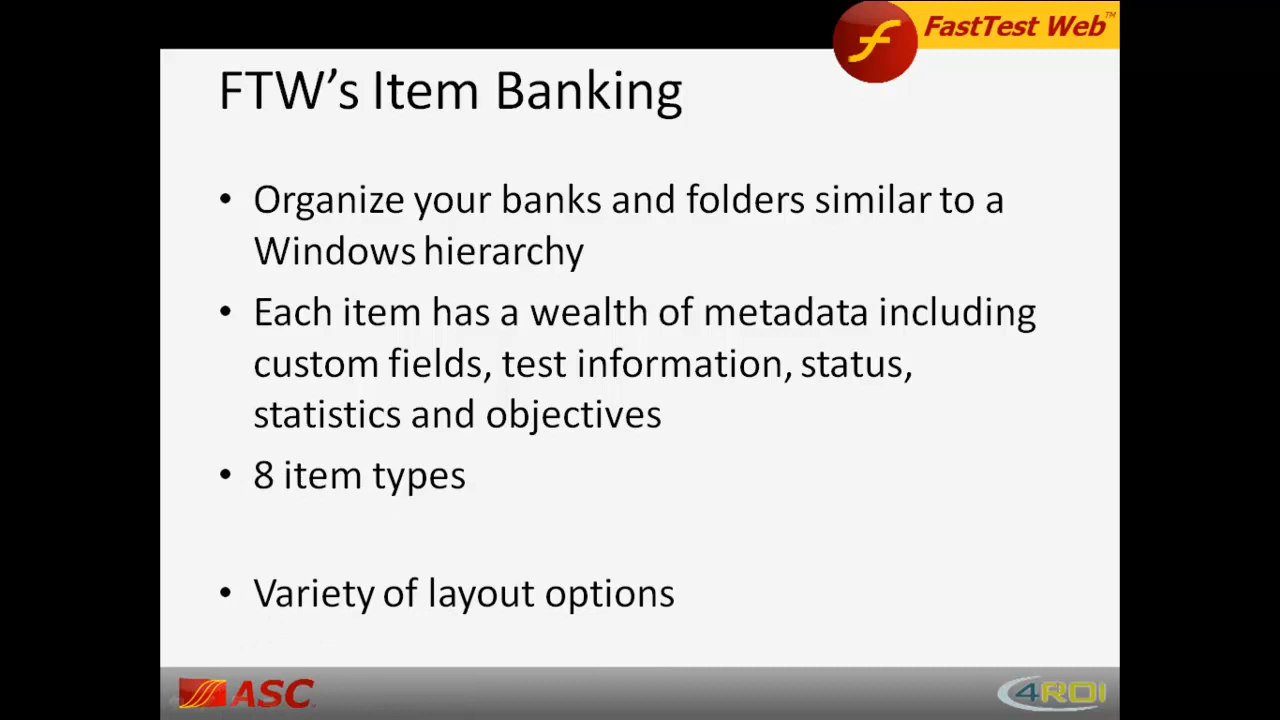 FastTest Web™
FTW's Item Banking
• Organize your banks and folders similar to a
Windows hierarchy
• Each item has a wealth of metadata including
custom fields, test information, status,
statistics and objectives
• 8 item types
• Variety of layout options
ASC
4ROI